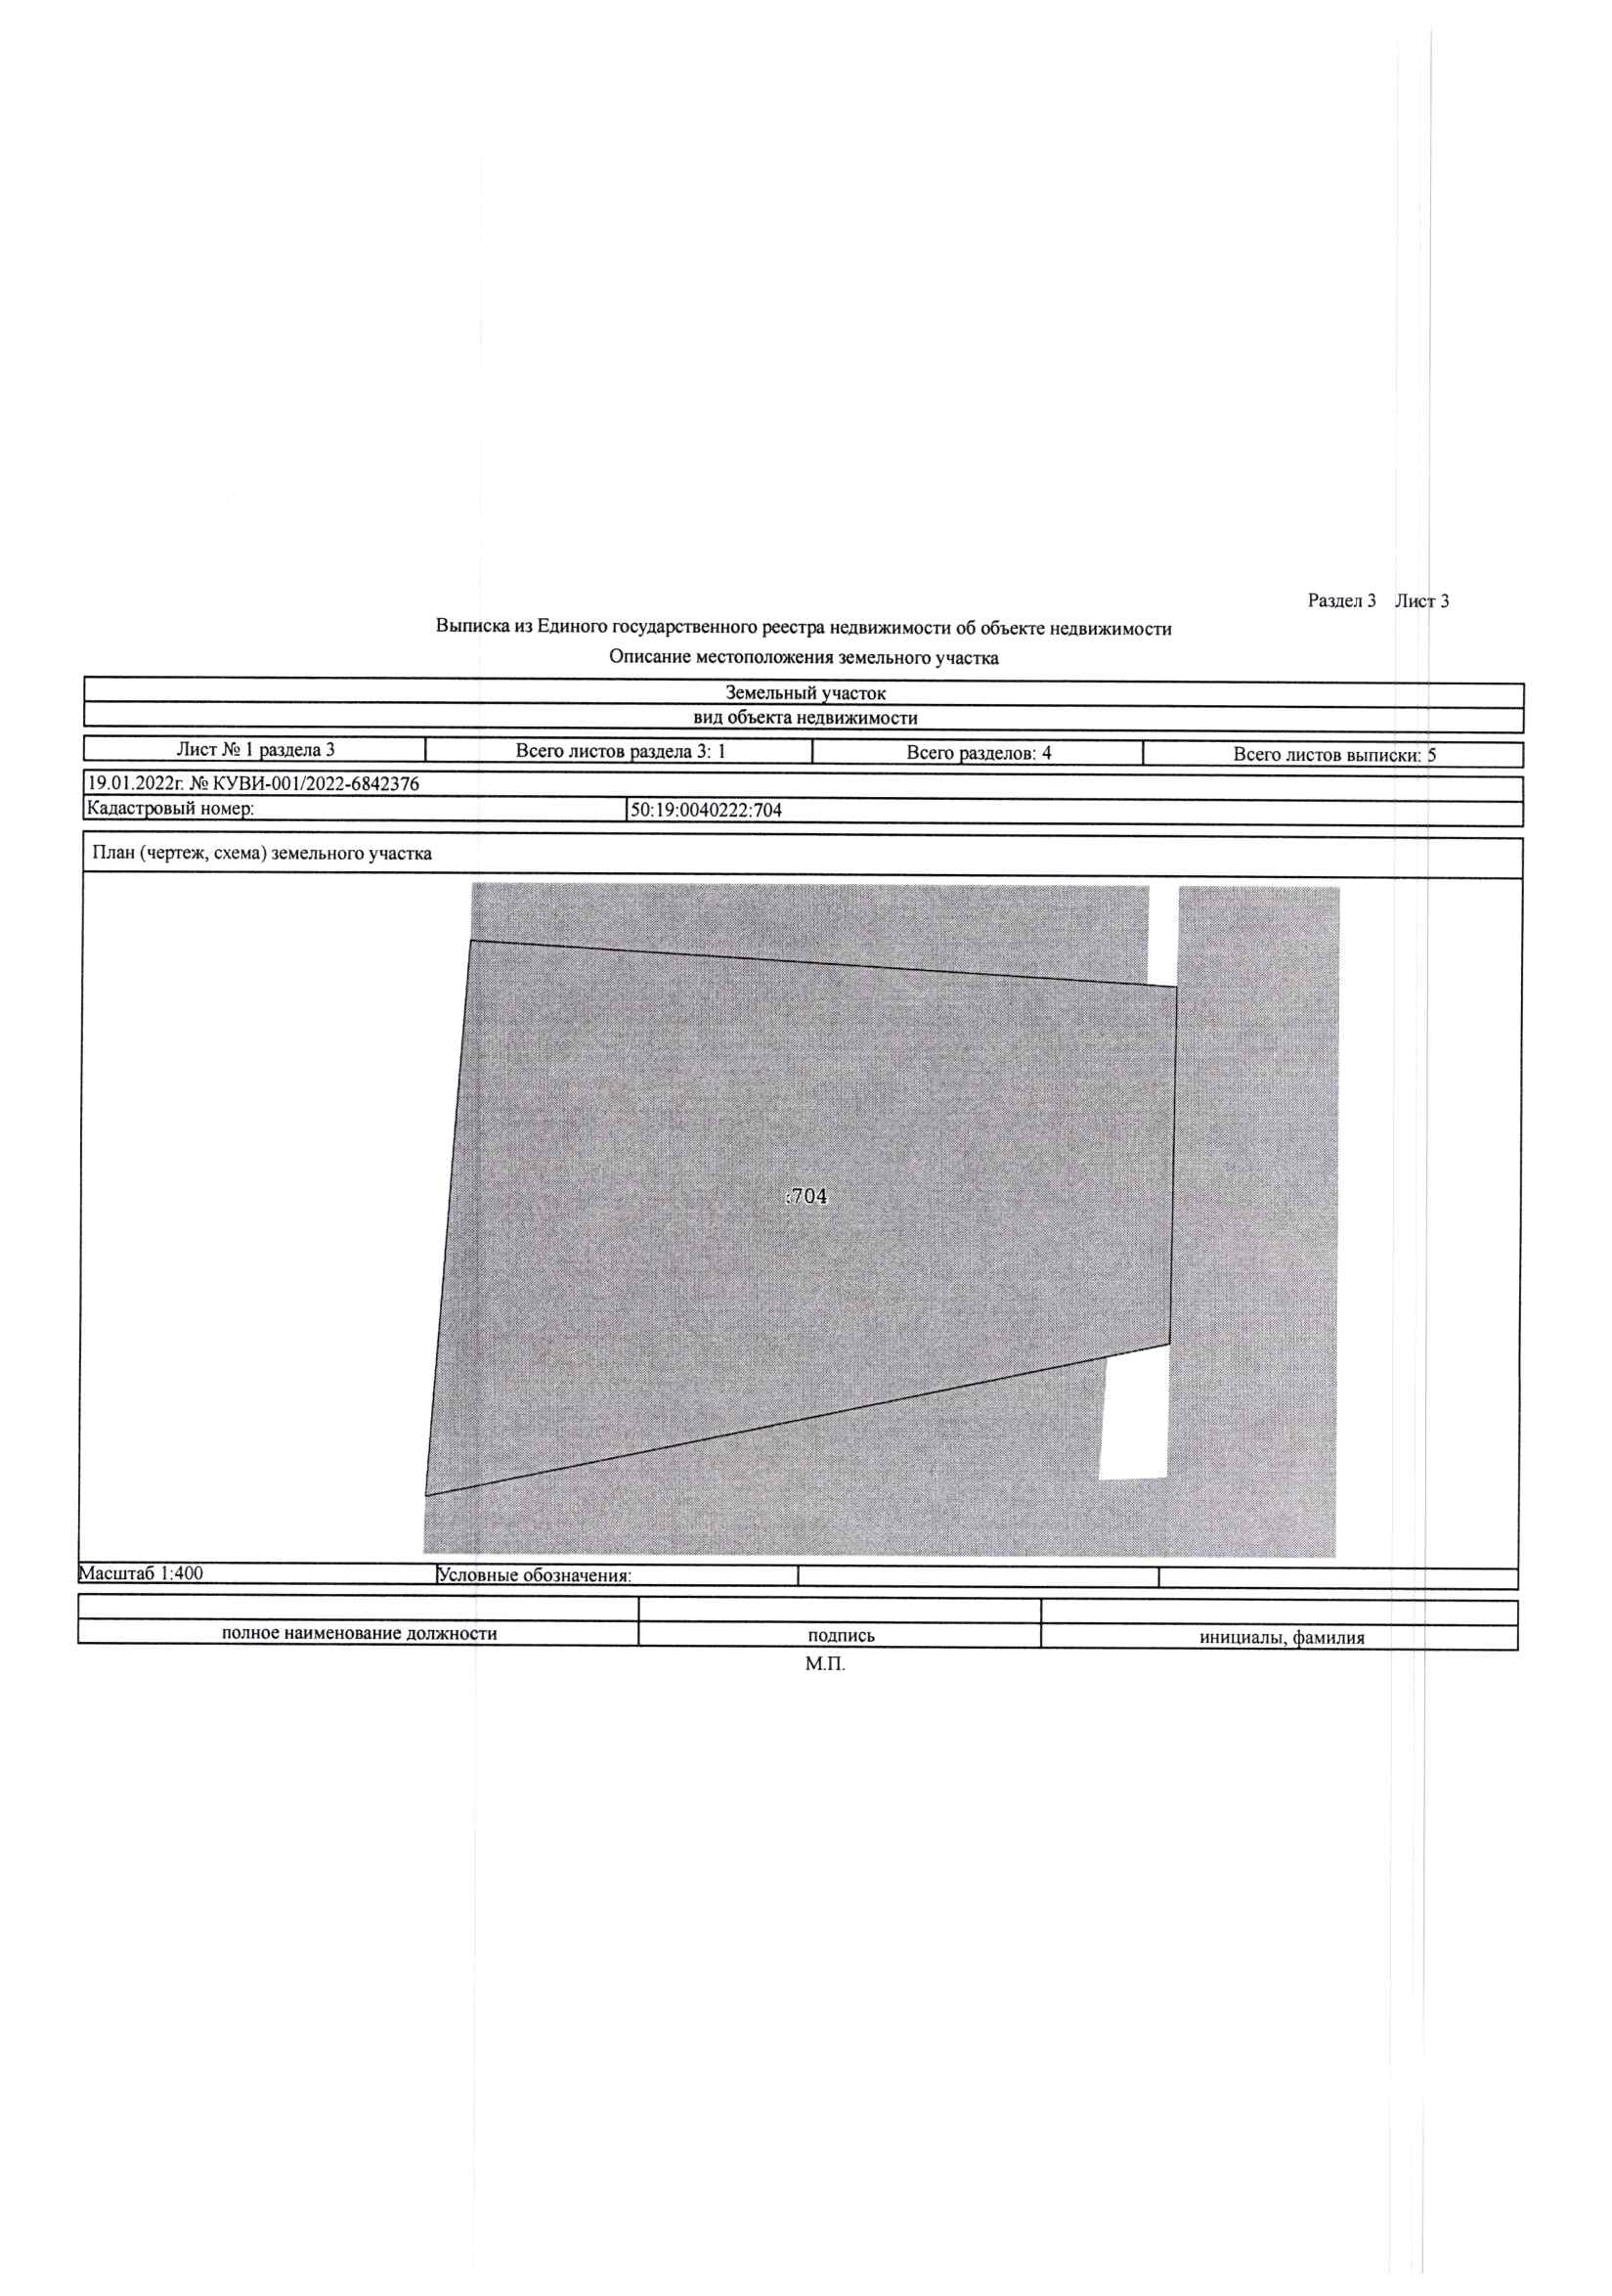 Раздел 3 Лист 3
Выписка из Единого государственного реестра недвижимости об объекте недвижимости
Описание местоположения земельного участка
Земельный участок
вид объекта недвижимости
Лист № 1 раздела 3 Всего листов раздела 3: 1 Всего разделов: 4 Всего листов выписки: 5
19.01.2022г. № КУВИ-001/2022-6842376
Кадастровый номер: 50:19:0040222:704
План (чертеж, схема) земельного участка
:704
Масштаб 1:400 Условные обозначения:
полное наименование должности подпись инициалы, фамилия
М.П.